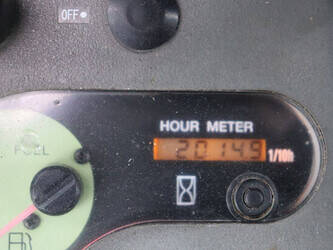 OFF
HOUR METER
20149
1/10h
FUEL